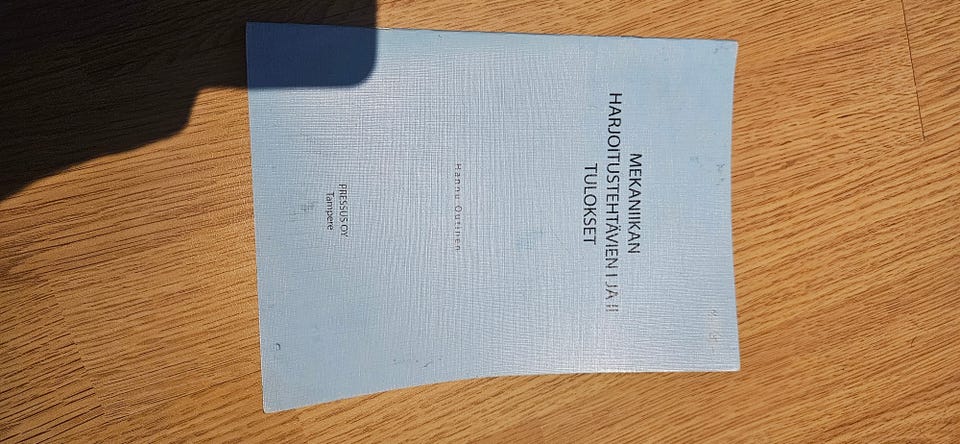 MEKANIIKAN
HARJOITUSTEHTÄVIEN I JA II
TULOKSET
Hannu Outinen
PRESSUS OY
Tampere